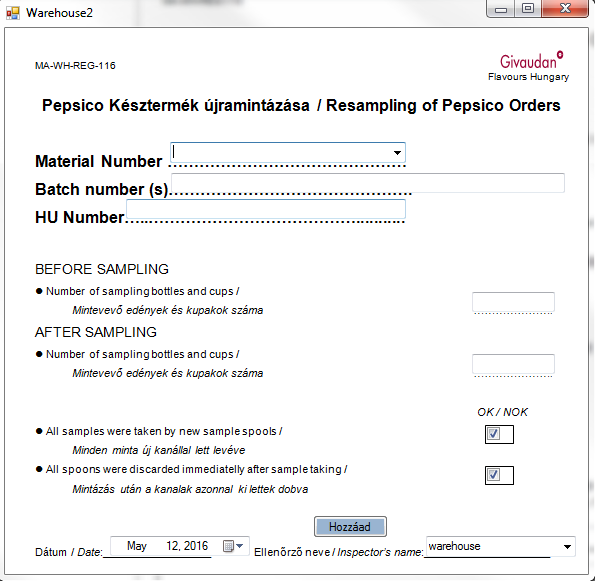 Warehouse2
MA-WH-REG-116
Givaudan
Flavours Hungary
Pepsico Késztermék újramintázása / Resampling of Pepsico Orders
Material Number ……………………………………
Batch number (s)……………………………………
HU Number…...…………………………………...........
BEFORE SAMPLING
● Number of sampling bottles and cups /
Mintevevő edények és kupakok száma
AFTER SAMPLING
● Number of sampling bottles and cups /
Mintevevő edények és kupakok száma
OK / NOK
● All samples were taken by new sample spools /
Minden minta új kanállal lett levéve
● All spoons were discarded immediatelly after sample taking /
Mintázás után a kanalak azonnal ki lettek dobva
Hozzáad
Dátum / Date: May 12, 2016 Ellenőrző neve / Inspector's name: warehouse